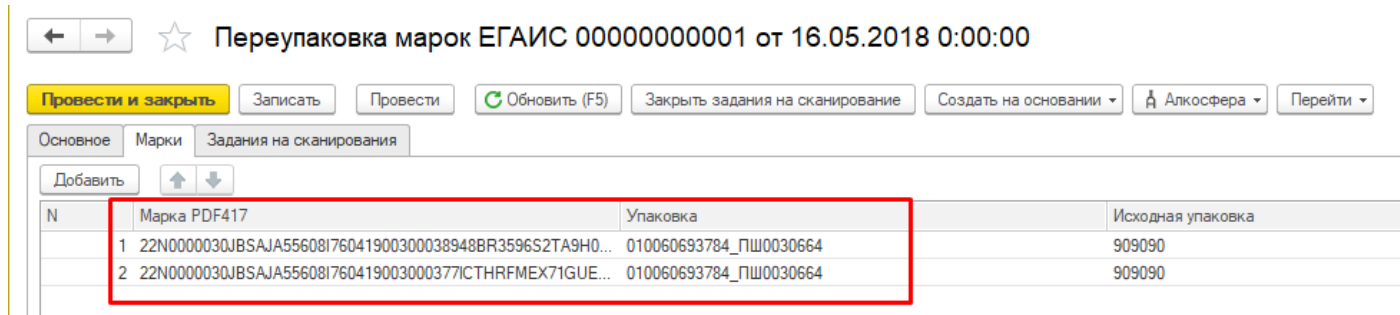 Переупаковка марок ЕГАИС 00000000001 от 16.05.2018 0:00:00
Провести и закрыть Записать Провести Обновить (F5) Закрыть задания на сканирование Создать на основании Алкосфера Перейти
Основное Марки Задания на сканирования
Добавить
N Марка PDF417 Упаковка Исходная упаковка
1 22N0000030JBSAJA55608I76041900300038948BR3596S2TA9H0... 010060693784_ПШ0030664 909090
2 22N0000030JBSAJA55608I760419003000377ICTHRFMEX71GUE... 010060693784_ПШ0030664 909090